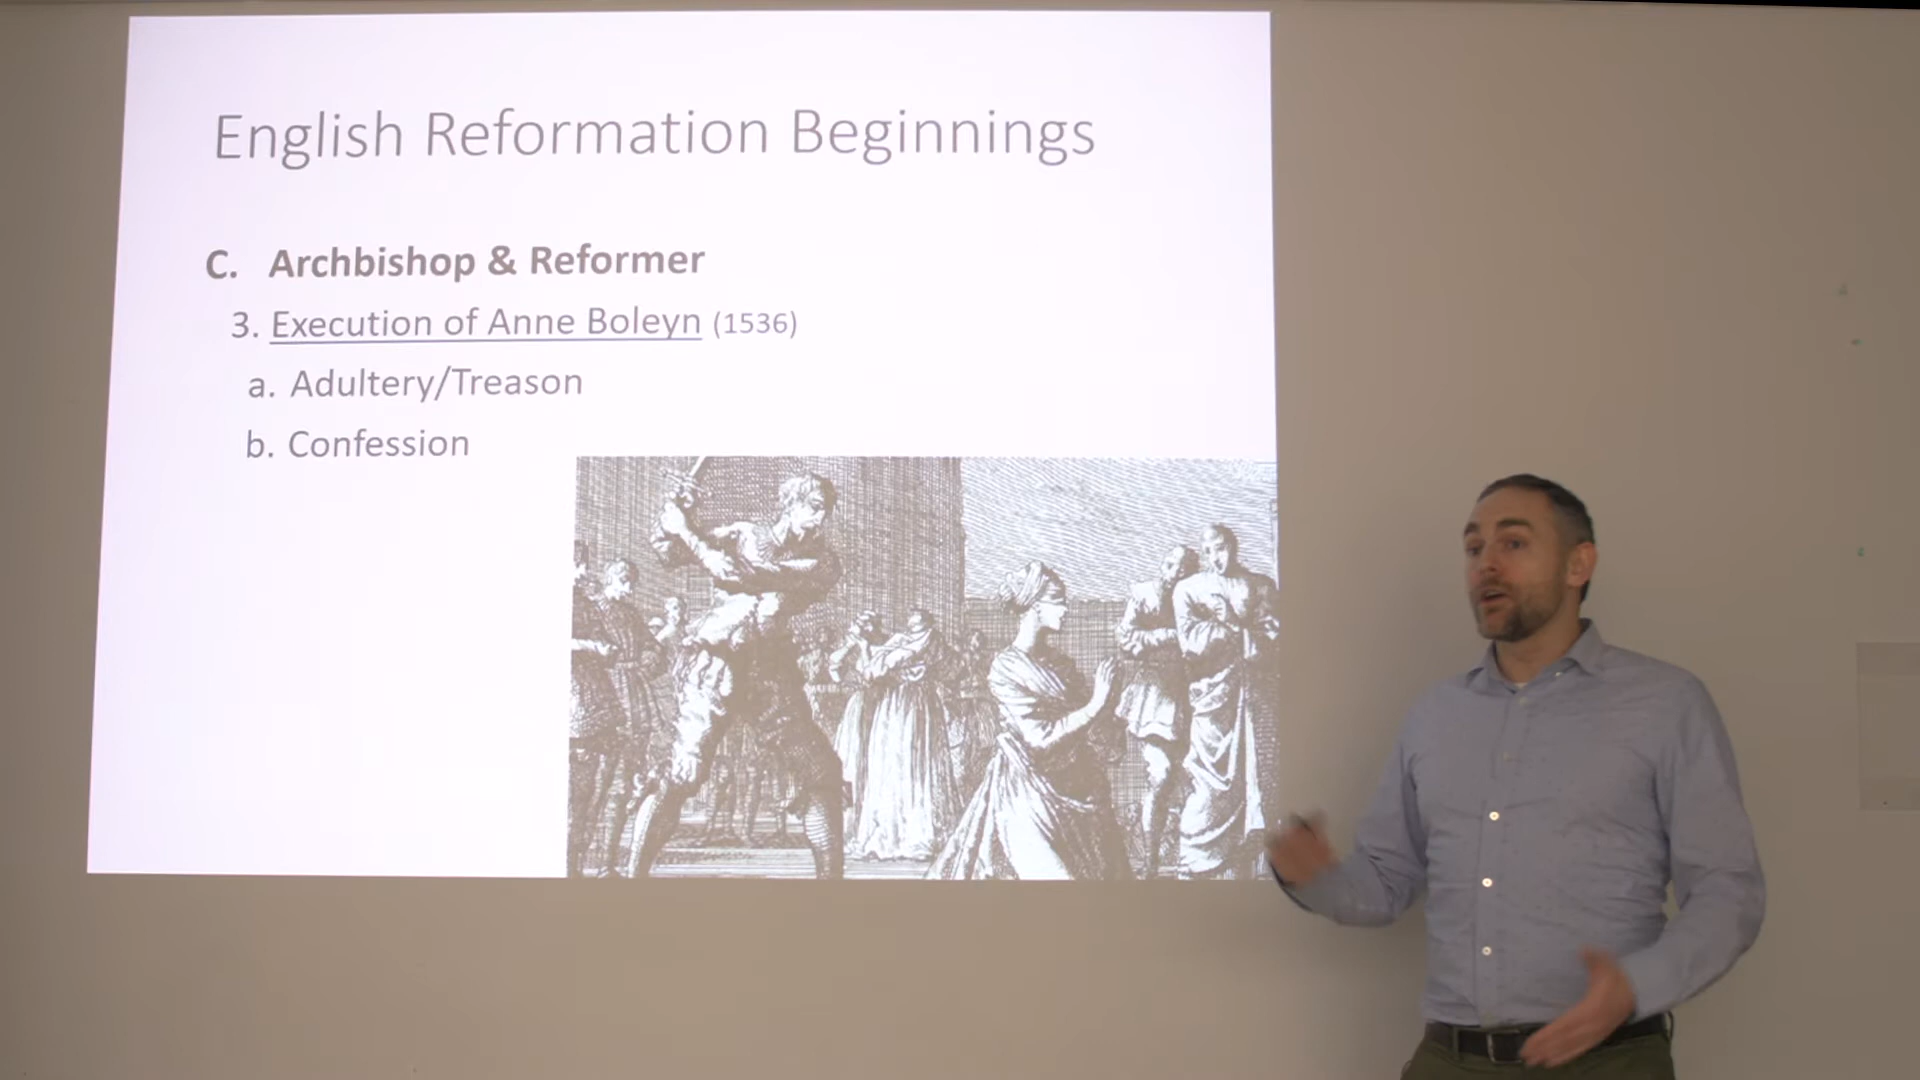 English Reformation Beginnings
C. Archbishop & Reformer
3. Execution of Anne Boleyn (1536)
a. Adultery/Treason
b. Confession